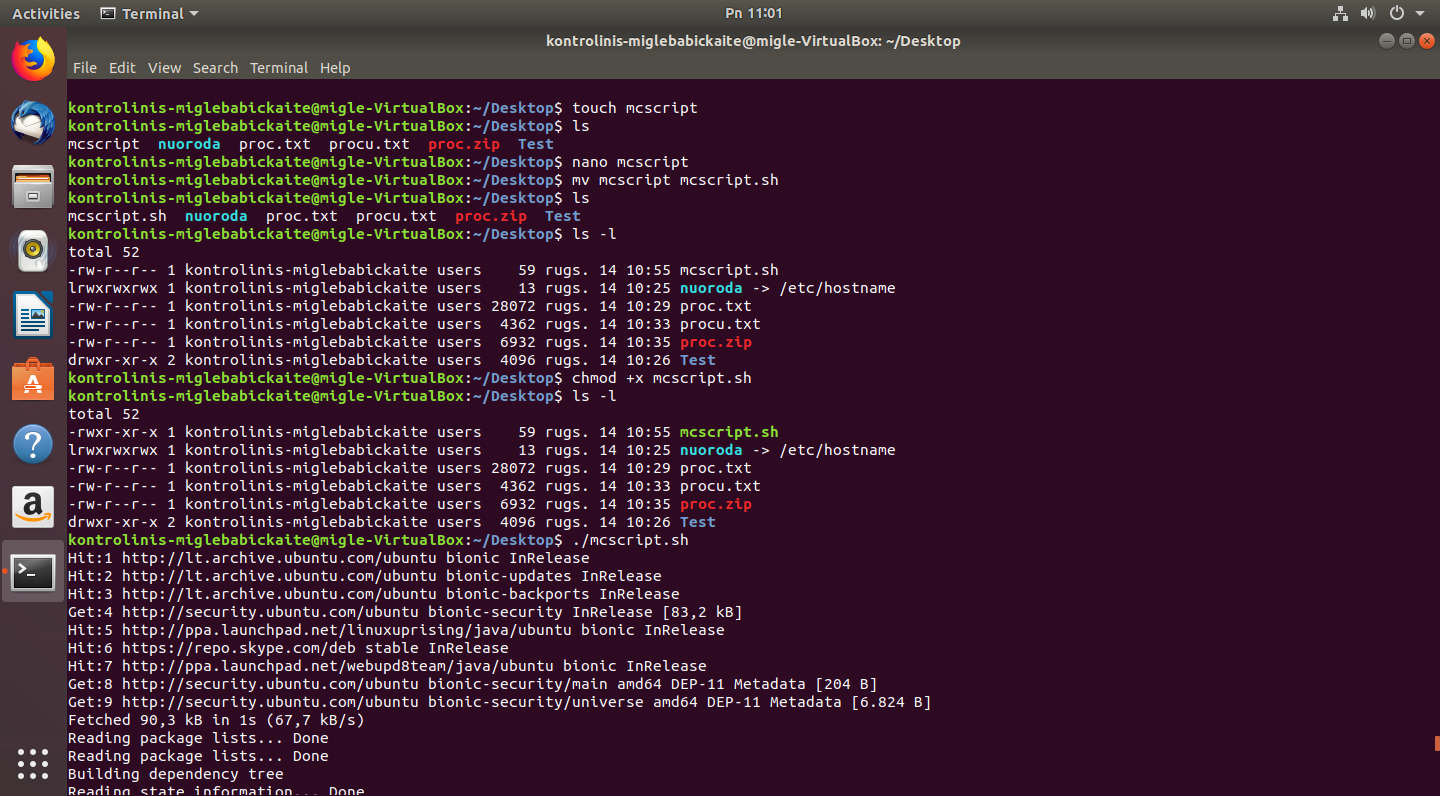 Activities Terminal Pn 11:01
kontrolinis-miglebabickaite@migle-VirtualBox: ~/Desktop
File Edit View Search Terminal Help
kontrolinis-miglebabickaite@migle-VirtualBox:~/Desktop$ touch mcscript
kontrolinis-miglebabickaite@migle-VirtualBox:~/Desktop$ ls
mcscript  nuoroda  proc.txt  procu.txt  proc.zip  Test
kontrolinis-miglebabickaite@migle-VirtualBox:~/Desktop$ nano mcscript
kontrolinis-miglebabickaite@migle-VirtualBox:~/Desktop$ mv mcscript mcscript.sh
kontrolinis-miglebabickaite@migle-VirtualBox:~/Desktop$ ls
mcscript.sh  nuoroda  proc.txt  procu.txt  proc.zip  Test
kontrolinis-miglebabickaite@migle-VirtualBox:~/Desktop$ ls -l
total 52
-rw-r--r-- 1 kontrolinis-miglebabickaite users    59 rugs. 14 10:55 mcscript.sh
lrwxrwxrwx 1 kontrolinis-miglebabickaite users    13 rugs. 14 10:25 nuoroda -> /etc/hostname
-rw-r--r-- 1 kontrolinis-miglebabickaite users 28072 rugs. 14 10:29 proc.txt
-rw-r--r-- 1 kontrolinis-miglebabickaite users  4362 rugs. 14 10:33 procu.txt
-rw-r--r-- 1 kontrolinis-miglebabickaite users  6932 rugs. 14 10:35 proc.zip
drwxr-xr-x 2 kontrolinis-miglebabickaite users  4096 rugs. 14 10:26 Test
kontrolinis-miglebabickaite@migle-VirtualBox:~/Desktop$ chmod +x mcscript.sh
kontrolinis-miglebabickaite@migle-VirtualBox:~/Desktop$ ls -l
total 52
-rwxr-xr-x 1 kontrolinis-miglebabickaite users    59 rugs. 14 10:55 mcscript.sh
lrwxrwxrwx 1 kontrolinis-miglebabickaite users    13 rugs. 14 10:25 nuoroda -> /etc/hostname
-rw-r--r-- 1 kontrolinis-miglebabickaite users 28072 rugs. 14 10:29 proc.txt
-rw-r--r-- 1 kontrolinis-miglebabickaite users  4362 rugs. 14 10:33 procu.txt
-rw-r--r-- 1 kontrolinis-miglebabickaite users  6932 rugs. 14 10:35 proc.zip
drwxr-xr-x 2 kontrolinis-miglebabickaite users  4096 rugs. 14 10:26 Test
kontrolinis-miglebabickaite@migle-VirtualBox:~/Desktop$ ./mcscript.sh
Hit:1 http://lt.archive.ubuntu.com/ubuntu bionic InRelease
Hit:2 http://lt.archive.ubuntu.com/ubuntu bionic-updates InRelease
Hit:3 http://lt.archive.ubuntu.com/ubuntu bionic-backports InRelease
Get:4 http://security.ubuntu.com/ubuntu bionic-security InRelease [83,2 kB]
Hit:5 http://ppa.launchpad.net/linuxuprising/java/ubuntu bionic InRelease
Hit:6 https://repo.skype.com/deb stable InRelease
Hit:7 http://ppa.launchpad.net/webupd8team/java/ubuntu bionic InRelease
Get:8 http://security.ubuntu.com/ubuntu bionic-security/main amd64 DEP-11 Metadata [204 B]
Get:9 http://security.ubuntu.com/ubuntu bionic-security/universe amd64 DEP-11 Metadata [6.824 B]
Fetched 90,3 kB in 1s (67,7 kB/s)
Reading package lists... Done
Reading package lists... Done
Building dependency tree
Reading state information... Done